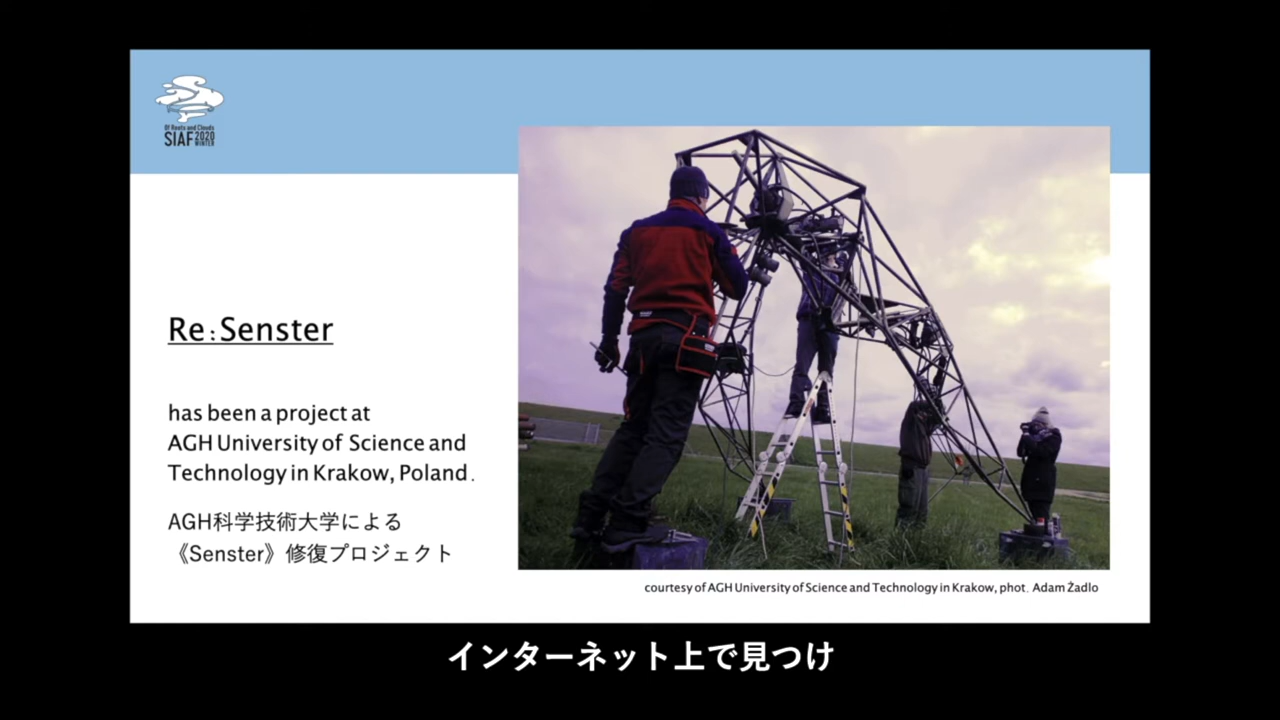 Of Roots and Clouds
SIAF 2020 WINTER
Re:Senster
has been a project at
AGH University of Science and
Technology in Krakow, Poland.
AGH科学技術大学による
《Senster》修復プロジェクト
courtesy of AGH University of Science and Technology in Krakow, phot. Adam Żadlo
インターネット上で見つけ